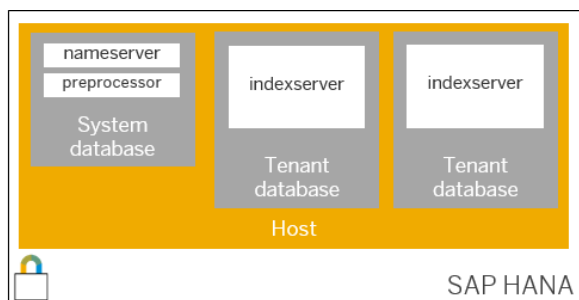 nameserver
preprocessor
System
database
indexserver
Tenant
database
indexserver
Tenant
database
Host
SAP HANA